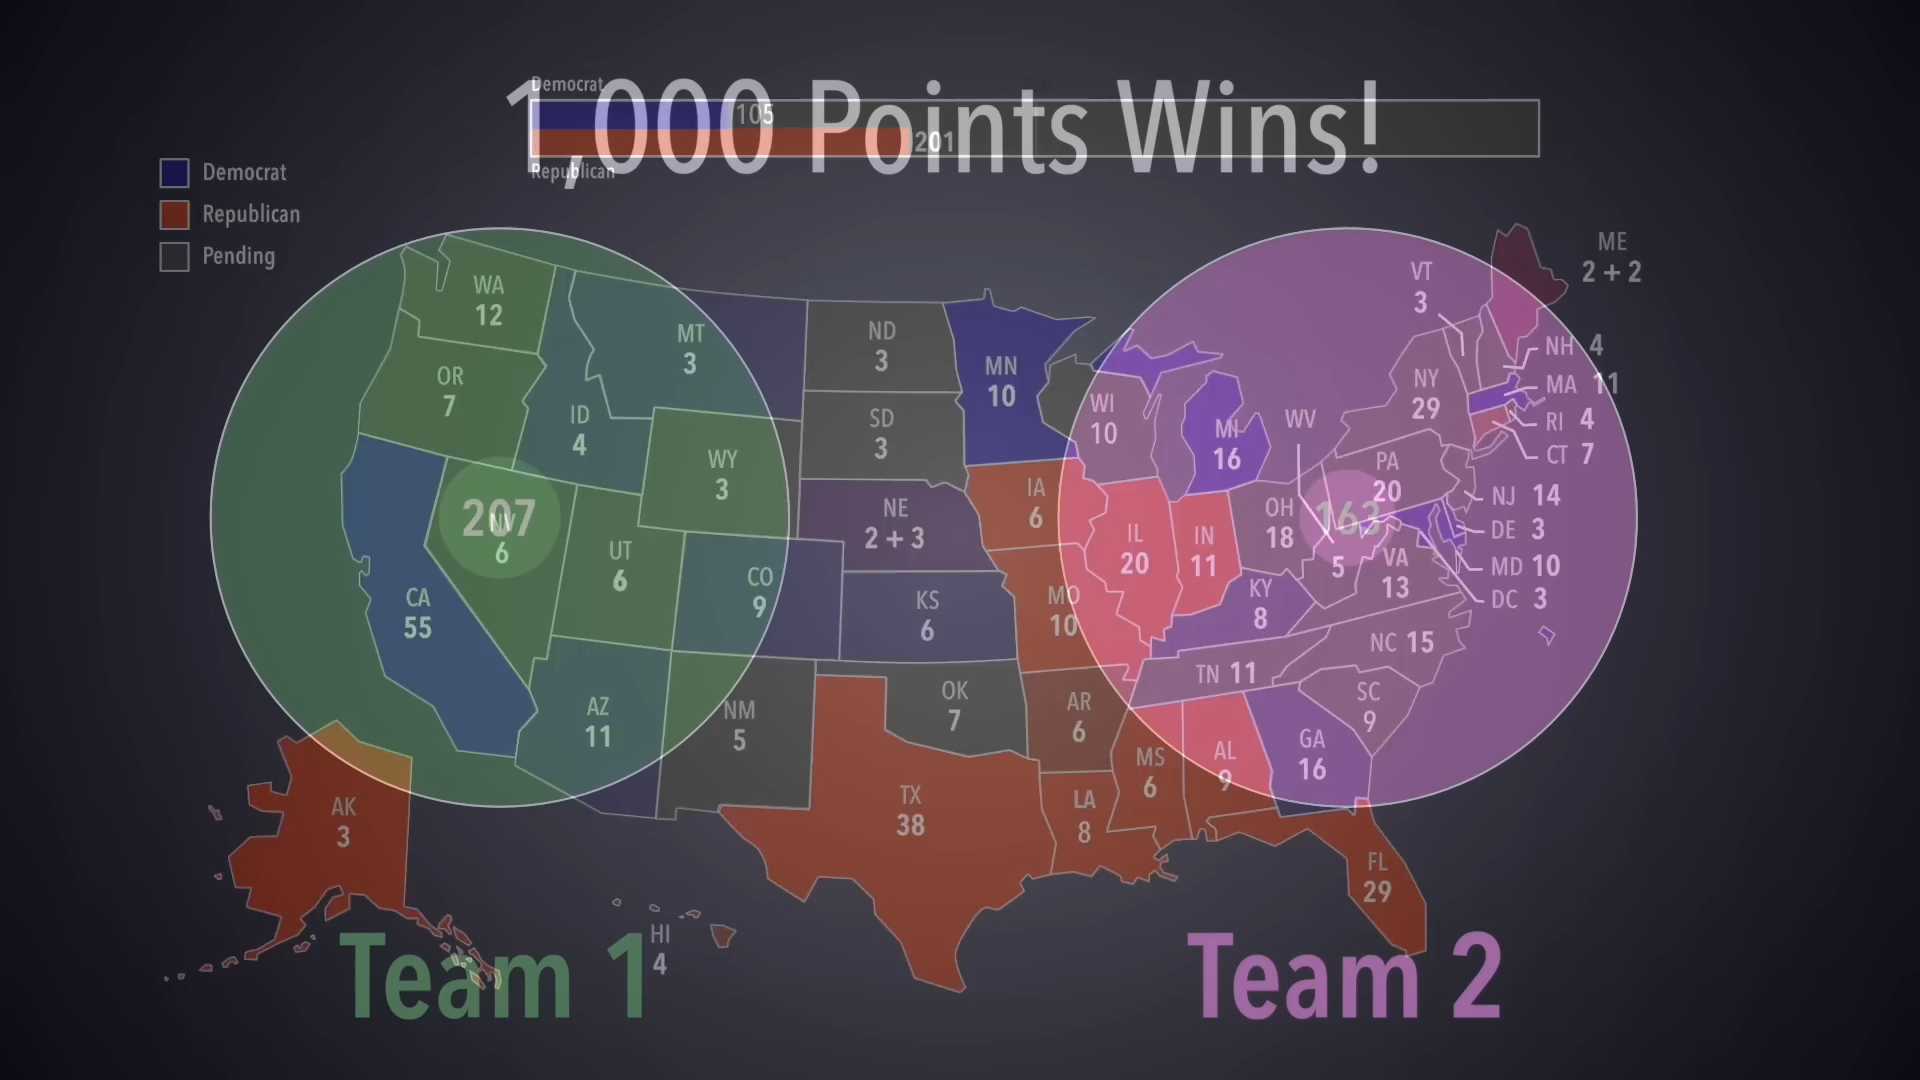 1,000 Points Wins!
Democrat
105
201
Republican
Democrat
Republican
Pending
WA
12
OR
7
ID
4
MT
3
WY
3
207
NV
6
UT
6
CA
55
CO
9
AZ
11
NM
5
ND
3
SD
3
NE
2 + 3
KS
6
OK
7
TX
38
MN
10
IA
6
MO
10
AR
6
LA
8
MS
6
AL
9
GA
16
FL
29
WI
10
MI
16
IL
20
IN
11
OH
18
KY
8
TN 11
WV
5
163
PA
20
VA
13
NC 15
SC
9
NY
29
VT
3
ME
2 + 2
NH 4
MA 11
RI 4
CT 7
NJ 14
DE 3
MD 10
DC 3
AK
3
HI
4
Team 1
Team 2